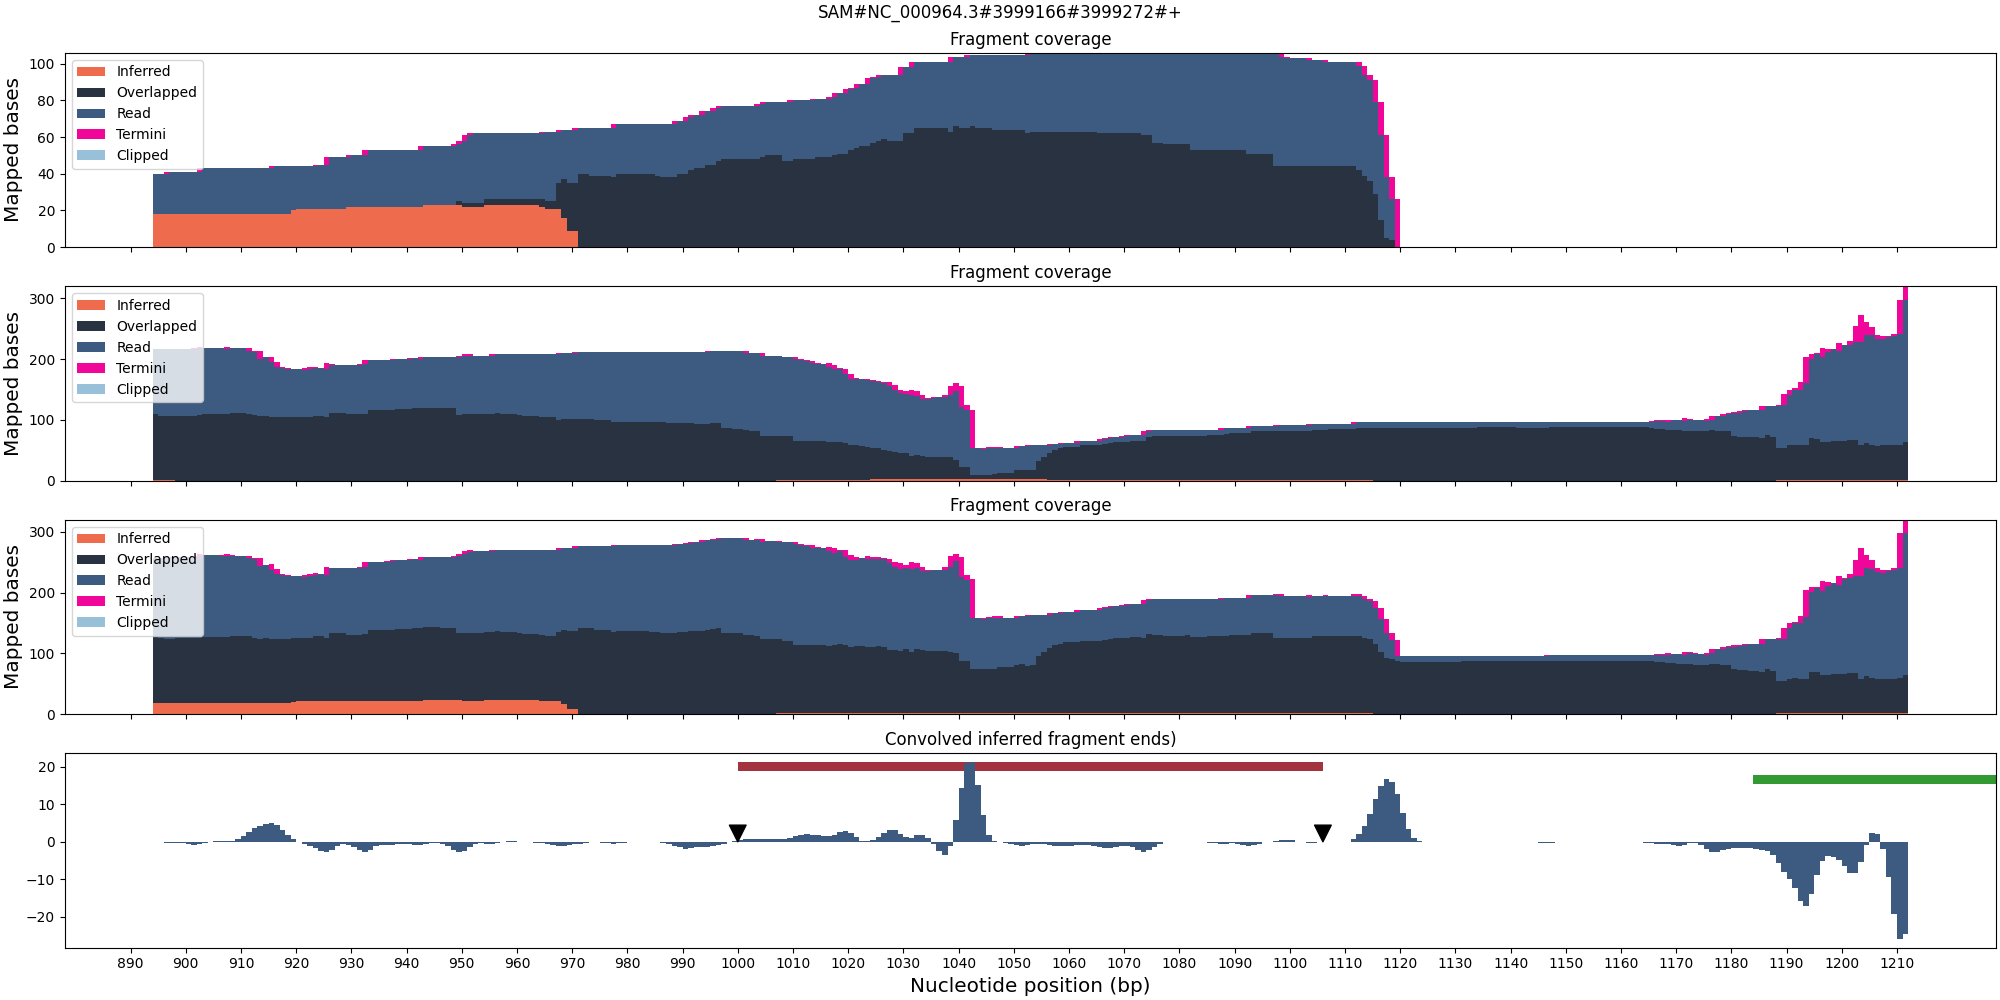 SAM#NC_000964.3#3999166#3999272#+
Fragment coverage
Mapped bases
100
80
60
40
20
0
Inferred
Overlapped
Read
Termini
Clipped
Fragment coverage
Mapped bases
300
200
100
0
Inferred
Overlapped
Read
Termini
Clipped
Fragment coverage
Mapped bases
300
200
100
0
Inferred
Overlapped
Read
Termini
Clipped
Convolved inferred fragment ends)
20
10
0
−10
−20
890 900 910 920 930 940 950 960 970 980 990 1000 1010 1020 1030 1040 1050 1060 1070 1080 1090 1100 1110 1120 1130 1140 1150 1160 1170 1180 1190 1200 1210
Nucleotide position (bp)